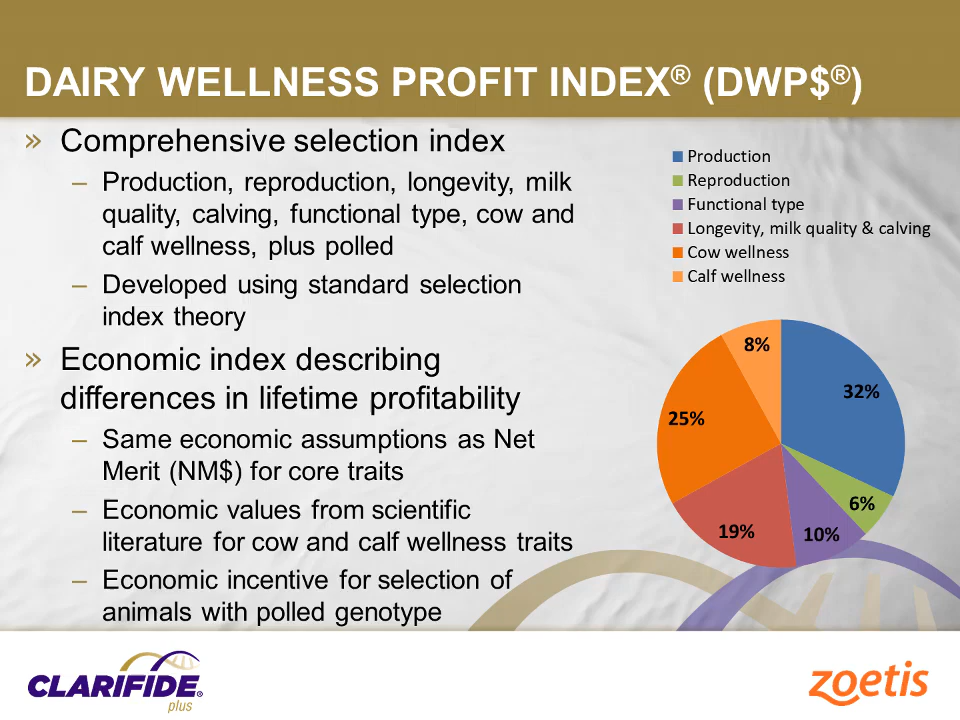 DAIRY WELLNESS PROFIT INDEX® (DWP$®)
» Comprehensive selection index
– Production, reproduction, longevity, milk
quality, calving, functional type, cow and
calf wellness, plus polled
– Developed using standard selection
index theory
» Economic index describing
differences in lifetime profitability
– Same economic assumptions as Net
Merit (NM$) for core traits
– Economic values from scientific
literature for cow and calf wellness traits
– Economic incentive for selection of
animals with polled genotype
Production
Reproduction
Functional type
Longevity, milk quality & calving
Cow wellness
Calf wellness
8%
32%
25%
6%
19%
10%
CLARIFIDE®
plus
zoetis